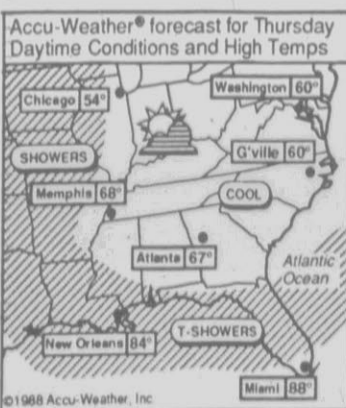 Accu-Weather® forecast for Thursday
Daytime Conditions and High Temps
Washington 60°
Chicago 54°
SHOWERS
G'ville 60°
Memphis 68°
COOL
Atlanta 67°
Atlantic
Ocean
T-SHOWERS
New Orleans 84°
Miami 88°
©1988 Accu-Weather, Inc.